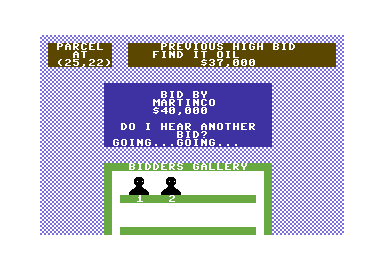 PARCEL
AT
(25,22)
PREVIOUS HIGH BID
FIND IT OIL
$37,000
BID BY
MARTINCO
$40,000
DO I HEAR ANOTHER
BID?
GOING...GOING...
BIDDERS GALLERY
1 2